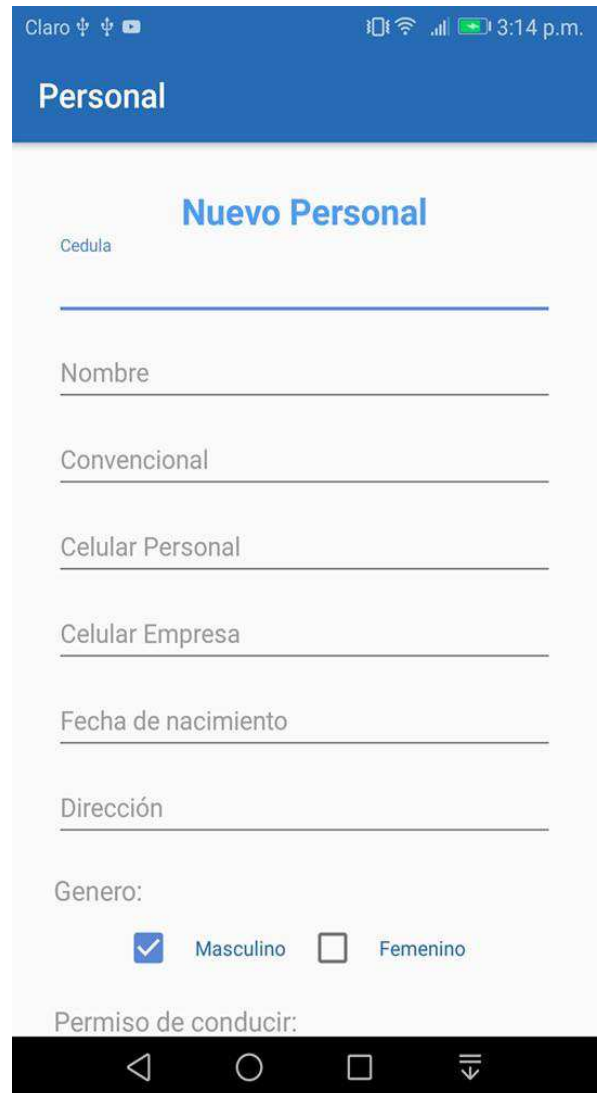 Claro 3:14 p.m.
Personal
Nuevo Personal
Cedula
Nombre
Convencional
Celular Personal
Celular Empresa
Fecha de nacimiento
Dirección
Genero:
Masculino Femenino
Permiso de conducir: